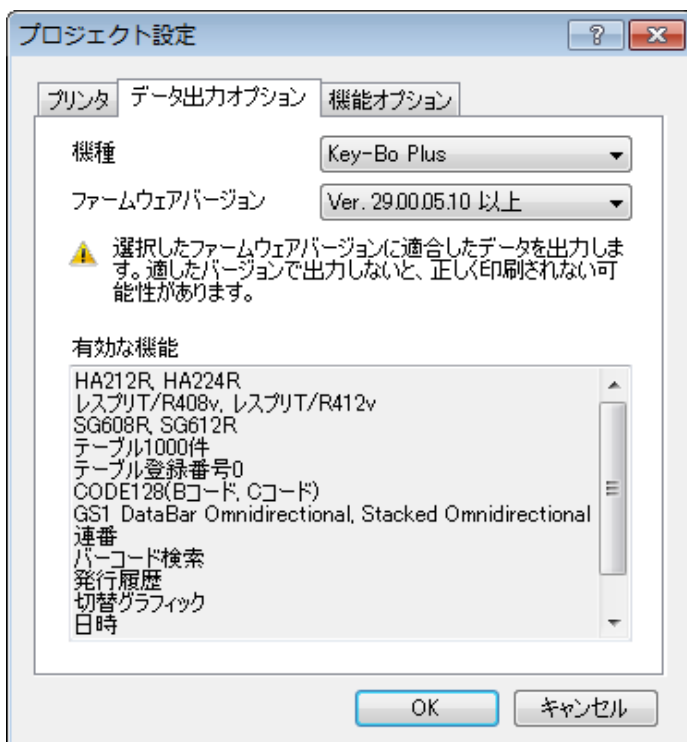 プロジェクト設定
プリンタ データ出力オプション 機能オプション
機種 Key-Bo Plus
ファームウェアバージョン Ver. 29.00.05.10 以上
選択したファームウェアバージョンに適合したデータを出力しま
す。適したバージョンで出力しないと、正しく印刷されない可
能性があります。
有効な機能
HA212R, HA224R
レスプリT/R408v, レスプリT/R412v
SG608R, SG612R
テーブル1000件
テーブル登録番号0
CODE128(Bコード, Cコード)
GS1 DataBar Omnidirectional, Stacked Omnidirectional
連番
バーコード検索
発行履歴
切替グラフィック
日時
OK キャンセル